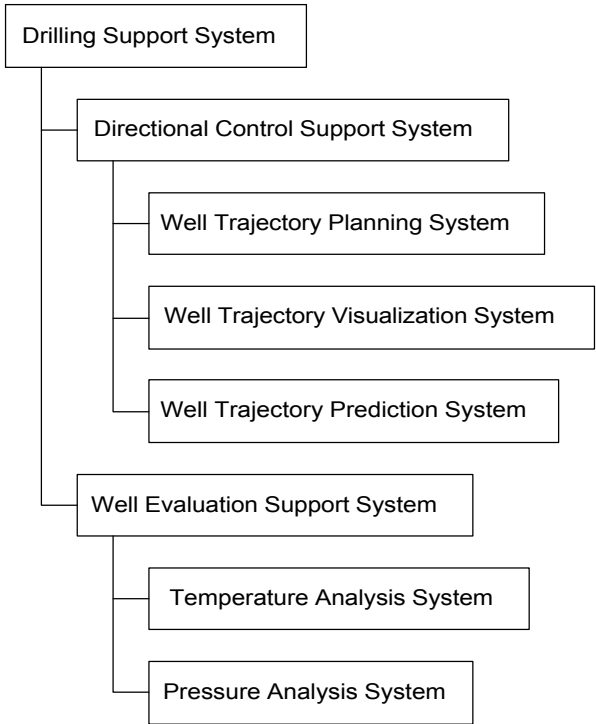 Drilling Support System
Directional Control Support System
Well Trajectory Planning System
Well Trajectory Visualization System
Well Trajectory Prediction System
Well Evaluation Support System
Temperature Analysis System
Pressure Analysis System